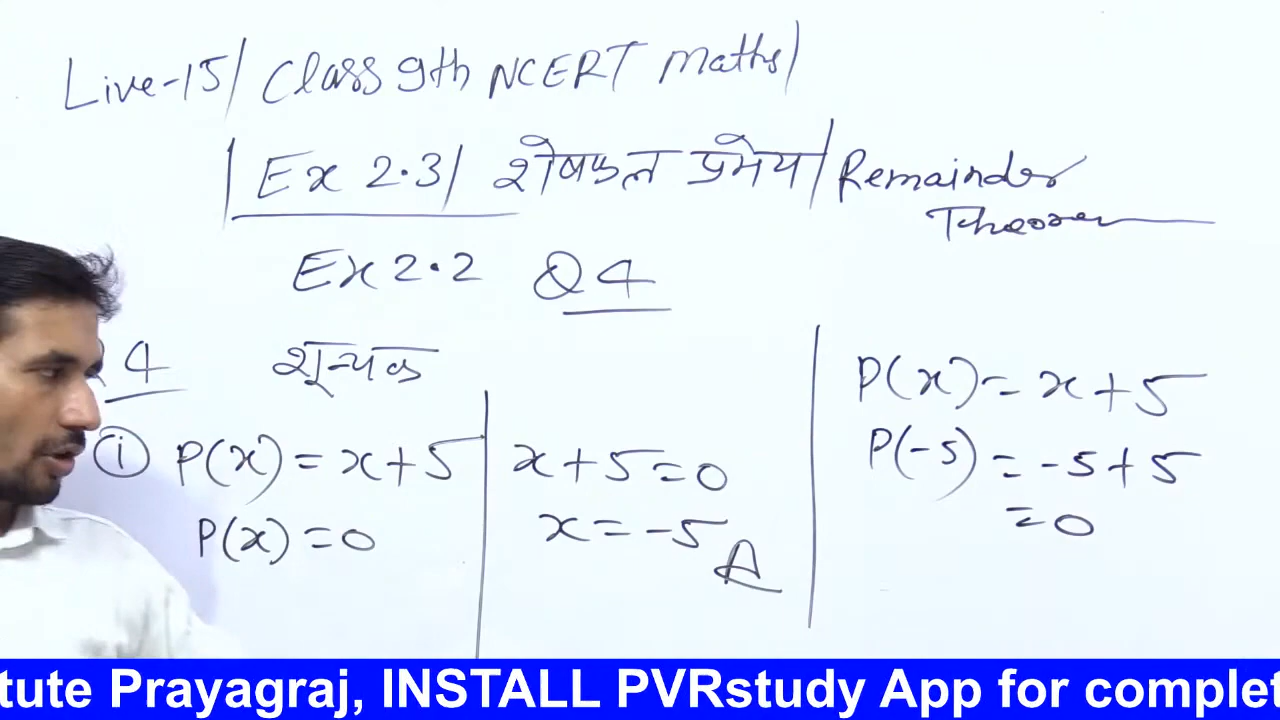 Live-15/ Class 9th NCERT Maths/
/ Ex 2.3/ शेषफल प्रमेय/ Remainder
Theorem
Ex 2.2 Q4
4 शून्यक
(i) P(x) = x+5
P(x) = 0
x+5=0
x = -5 A
P(x) = x+5
P(-5) = -5+5
= 0
tute Prayagraj, INSTALL PVRstudy App for complet